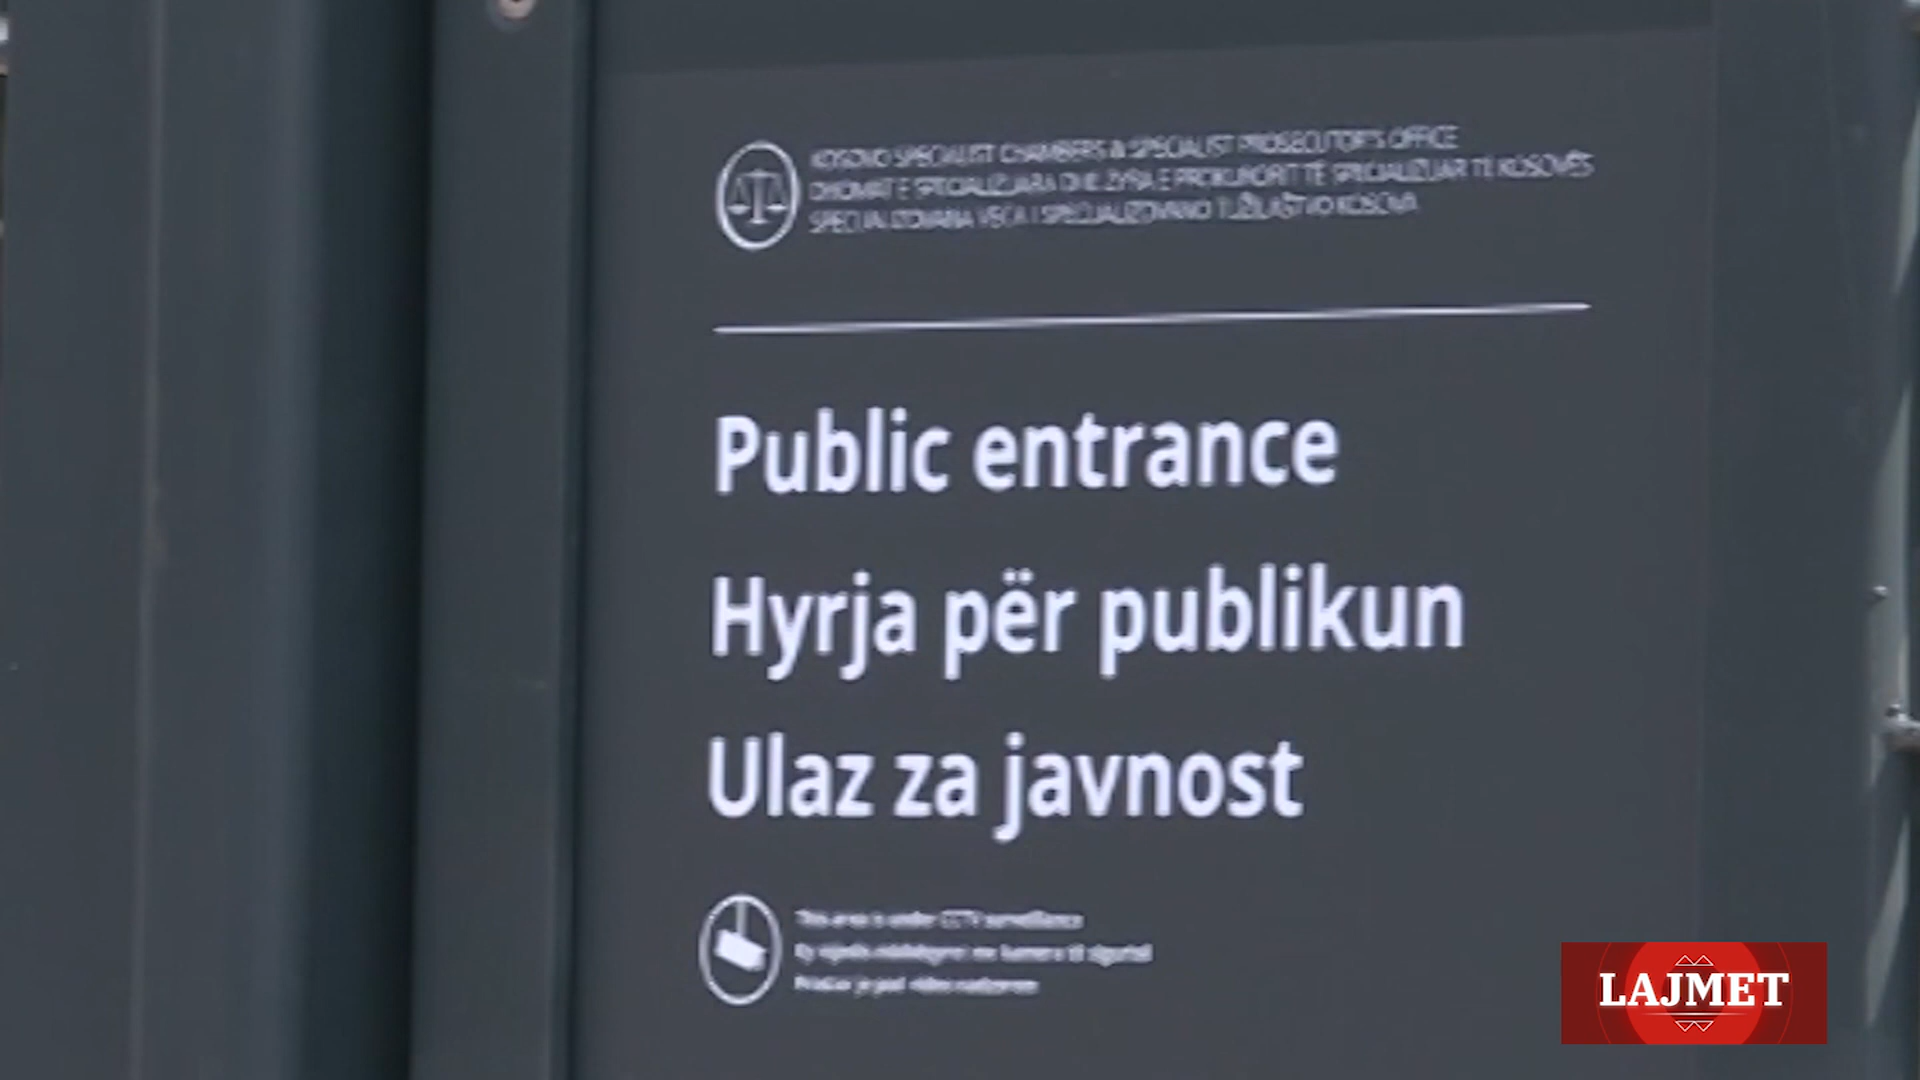 KOSOVO SPECIALIST CHAMBERS & SPECIALIST PROSECUTOR'S OFFICE
DHOMAT E SPECIALIZUARA DHE ZYRA E PROKURORIT TË SPECIALIZUAR TË KOSOVËS
SPECIJALIZOVANA VEĆA I SPECIJALIZOVANO TUŽILAŠTVO KOSOVA
Public entrance
Hyrja për publikun
Ulaz za javnost
This area is under CCTV surveillance
LAJMET